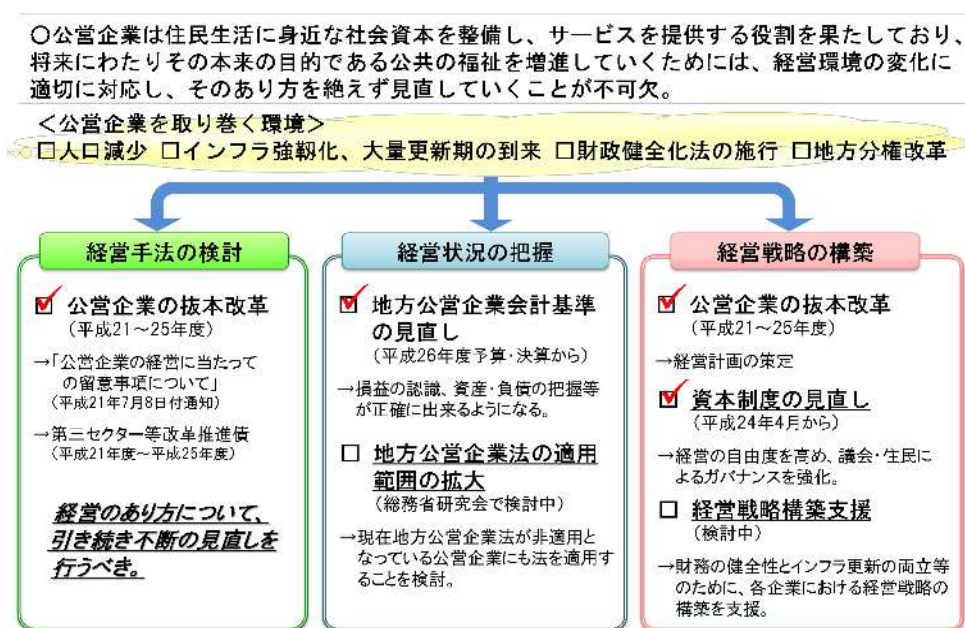 ○公営企業は住民生活に身近な社会資本を整備し、サービスを提供する役割を果たしており、
将来にわたりその本来の目的である公共の福祉を増進していくためには、経営環境の変化に
適切に対応し、そのあり方を絶えず見直していくことが不可欠。
＜公営企業を取り巻く環境＞
□人口減少 □インフラ強靱化、大量更新期の到来 □財政健全化法の施行 □地方分権改革
経営手法の検討
☑ 公営企業の抜本改革
（平成21～25年度）
→「公営企業の経営に当たって
の留意事項について」
（平成21年7月8日付通知）
→第三セクター等改革推進債
（平成21年度～平成25年度）
経営のあり方について、
引き続き不断の見直しを
行うべき。
経営状況の把握
☑ 地方公営企業会計基準
の見直し
（平成26年度予算・決算から）
→損益の認識、資産・負債の把握等
が正確に出来るようになる。
□ 地方公営企業法の適用
範囲の拡大
（総務省研究会で検討中）
→現在地方公営企業法が非適用と
なっている公営企業にも法を適用す
ることを検討。
経営戦略の構築
☑ 公営企業の抜本改革
（平成21～25年度）
→経営計画の策定
☑ 資本制度の見直し
（平成24年4月から）
→経営の自由度を高め、議会・住民に
よるガバナンスを強化。
□ 経営戦略構築支援
（検討中）
→財務の健全性とインフラ更新の両立等
のために、各企業における経営戦略の
構築を支援。